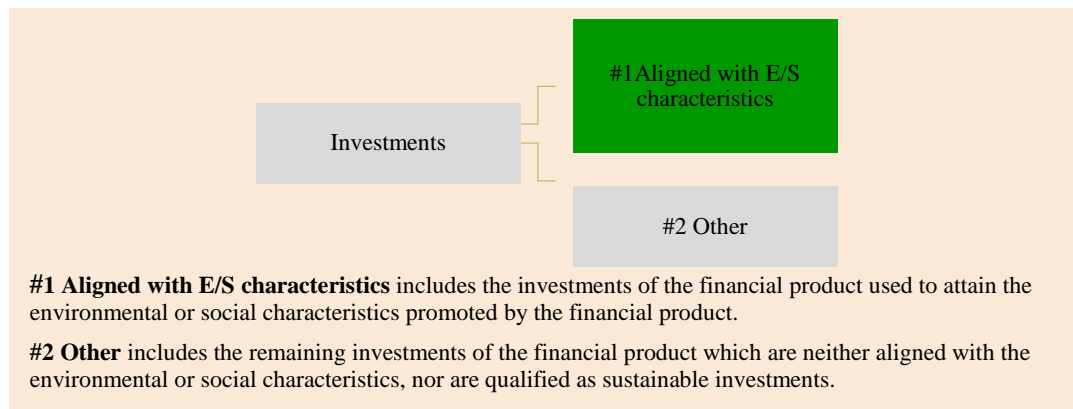 #1Aligned with E/S
characteristics
Investments
#2 Other
#1 Aligned with E/S characteristics includes the investments of the financial product used to attain the
environmental or social characteristics promoted by the financial product.
#2 Other includes the remaining investments of the financial product which are neither aligned with the
environmental or social characteristics, nor are qualified as sustainable investments.